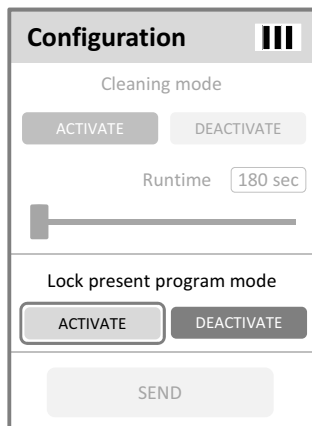 Configuration
Cleaning mode
ACTIVATE DEACTIVATE
Runtime 180 sec
Lock present program mode
ACTIVATE DEACTIVATE
SEND